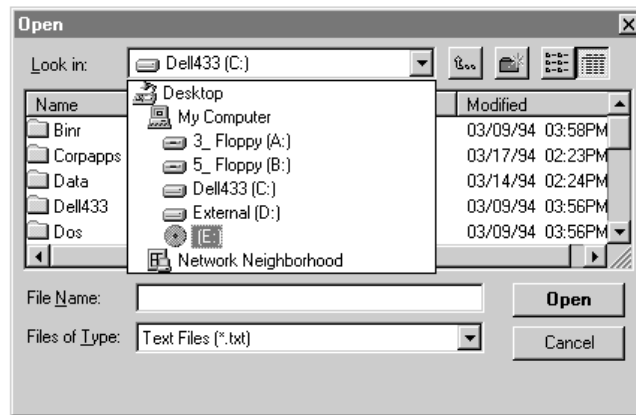 Open
Look in: Dell433 (C:)
Desktop
My Computer
3_ Floppy (A:)
5_ Floppy (B:)
Dell433 (C:)
External (D:)
(E:
Network Neighborhood
Name Modified
Binr 03/09/94 03:58PM
Corpapps 03/17/94 02:23PM
Data 03/14/94 02:24PM
Dell433 03/09/94 03:56PM
Dos 03/09/94 03:56PM
File Name:
Open
Files of Type: Text Files (*.txt)
Cancel